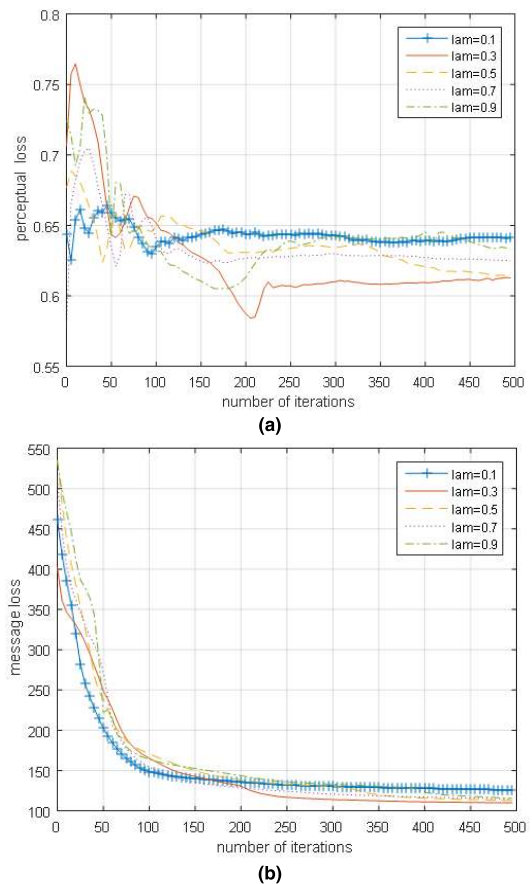 0.8
0.75
0.7
0.65
0.6
0.55
perceptual loss
lam=0.1
lam=0.3
lam=0.5
lam=0.7
lam=0.9
0 50 100 150 200 250 300 350 400 450 500
number of iterations
(a)
550
500
450
400
350
300
250
200
150
100
message loss
lam=0.1
lam=0.3
lam=0.5
lam=0.7
lam=0.9
0 50 100 150 200 250 300 350 400 450 500
number of iterations
(b)